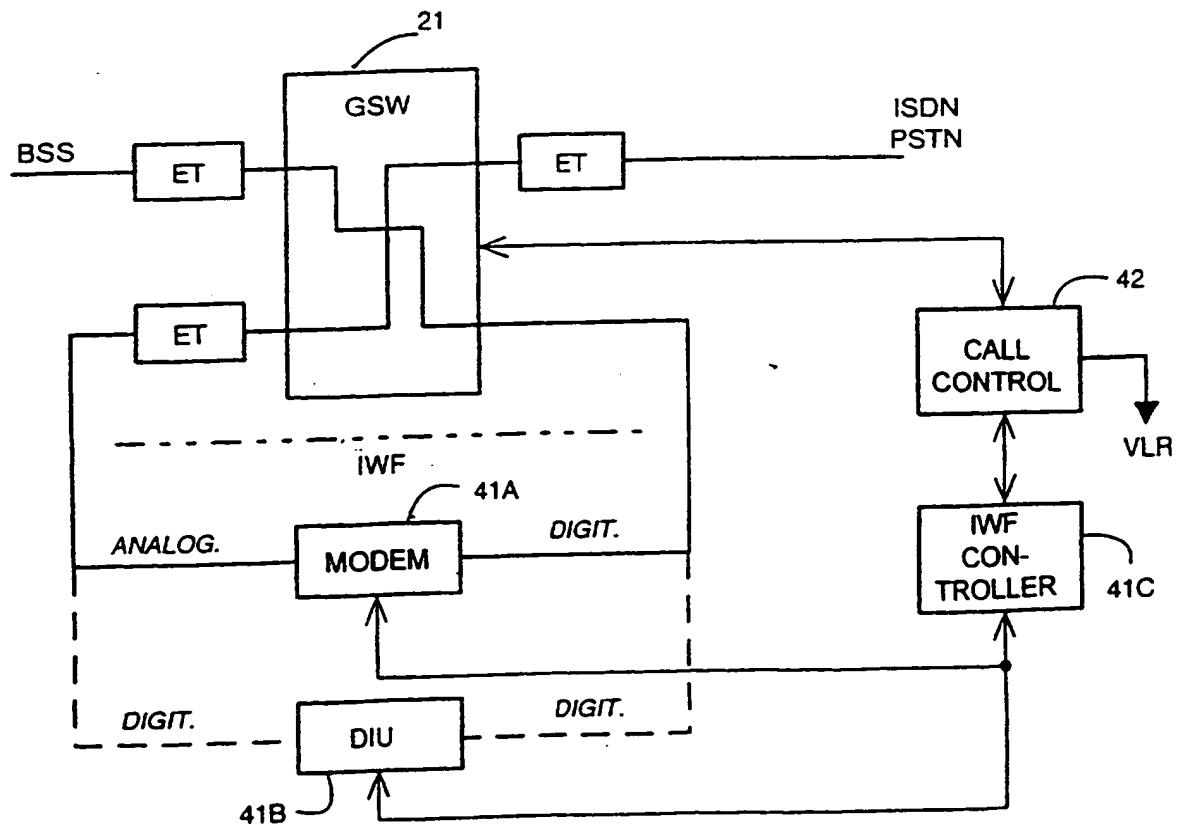 21
GSW
ISDN
PSTN
BSS
ET
ET
ET
42
CALL
CONTROL
VLR
IWF
41A
ANALOG.
MODEM
DIGIT.
IWF
CON-
TROLLER
41C
DIGIT.
DIU
DIGIT.
41B